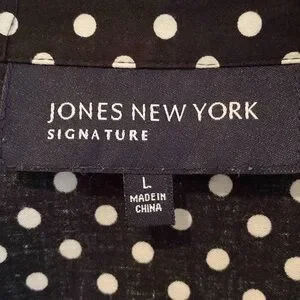 JONES NEW YORK
SIGNATURE
L
MADE IN
CHINA